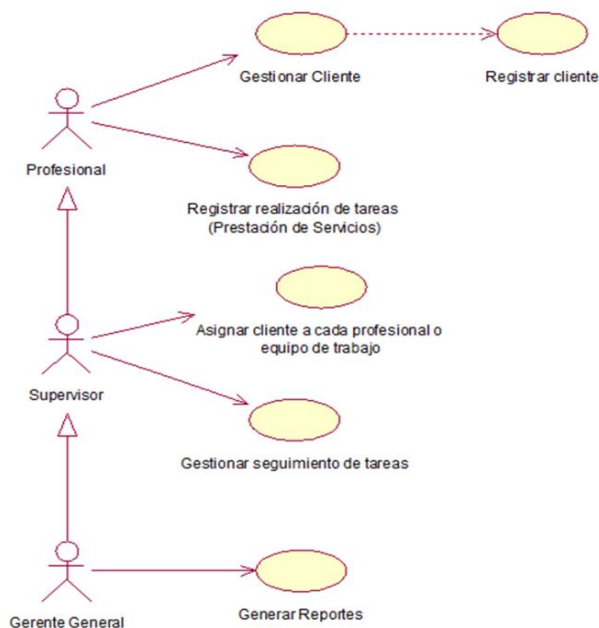 Gestionar Cliente
Registrar cliente
Profesional
Registrar realización de tareas
(Prestación de Servicios)
Asignar cliente a cada profesional o
equipo de trabajo
Supervisor
Gestionar seguimiento de tareas
Generar Reportes
Gerente General